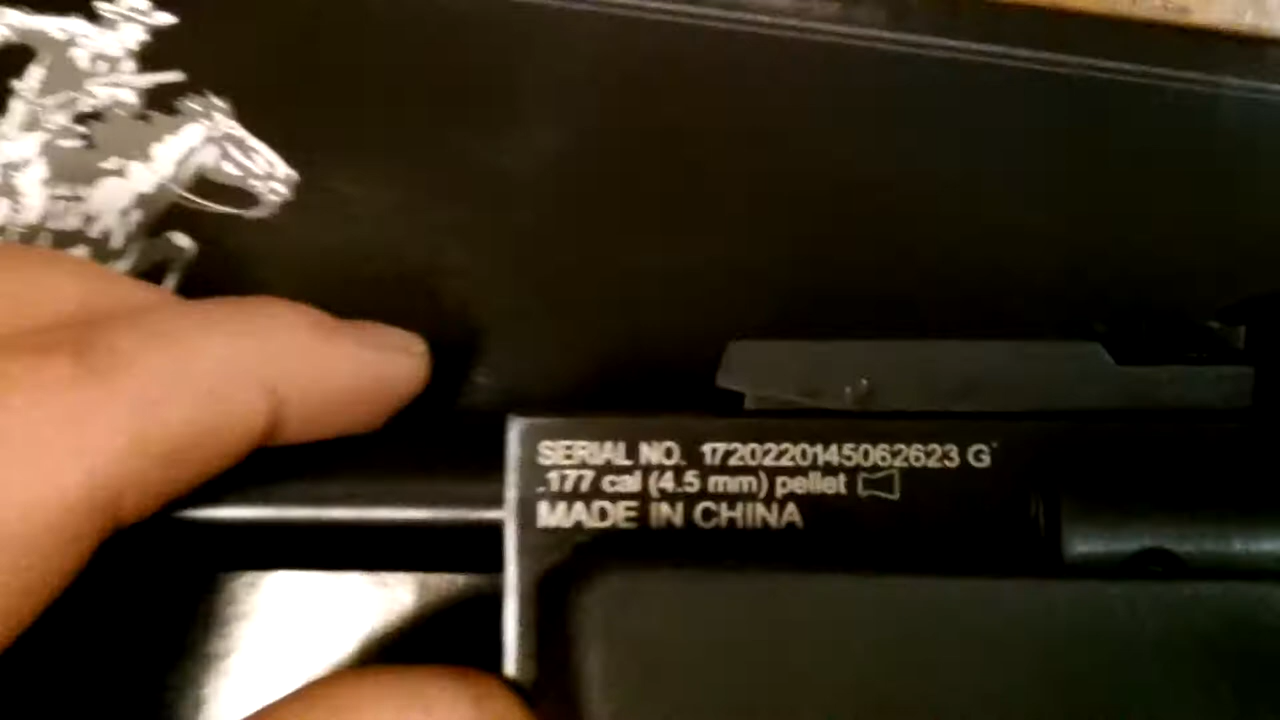 SERIAL NO. 1720220145062623 G
.177 cal (4.5 mm) pellet
MADE IN CHINA